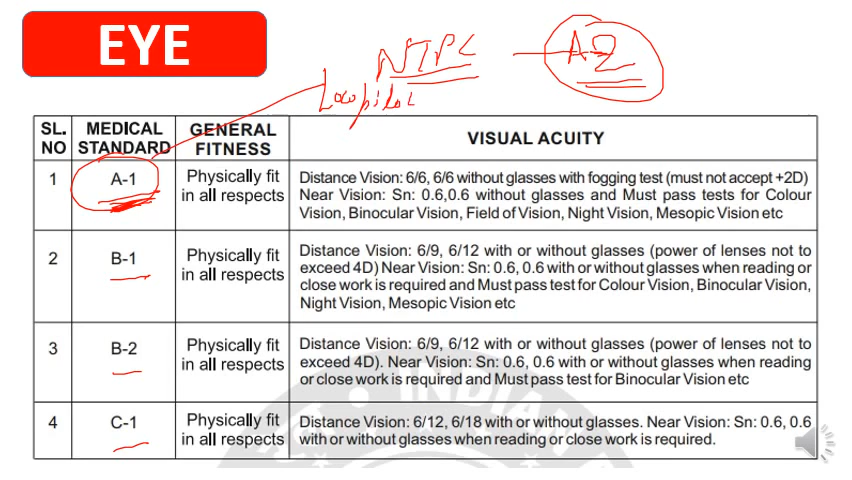 EYE
NTPC
A2
Loco pilot
SL. NO
MEDICAL STANDARD
GENERAL FITNESS
VISUAL ACUITY
1
A-1
Physically fit
in all respects
Distance Vision: 6/6, 6/6 without glasses with fogging test (must not accept +2D)
Near Vision: Sn: 0.6,0.6 without glasses and Must pass tests for Colour
Vision, Binocular Vision, Field of Vision, Night Vision, Mesopic Vision etc
2
B-1
Physically fit
in all respects
Distance Vision: 6/9, 6/12 with or without glasses (power of lenses not to
exceed 4D) Near Vision: Sn: 0.6, 0.6 with or without glasses when reading or
close work is required and Must pass test for Colour Vision, Binocular Vision,
Night Vision, Mesopic Vision etc
3
B-2
Physically fit
in all respects
Distance Vision: 6/9, 6/12 with or without glasses (power of lenses not to
exceed 4D). Near Vision: Sn: 0.6, 0.6 with or without glasses when reading
or close work is required and Must pass test for Binocular Vision etc
4
C-1
Physically fit
in all respects
Distance Vision: 6/12, 6/18 with or without glasses. Near Vision: Sn: 0.6, 0.6
with or without glasses when reading or close work is required.